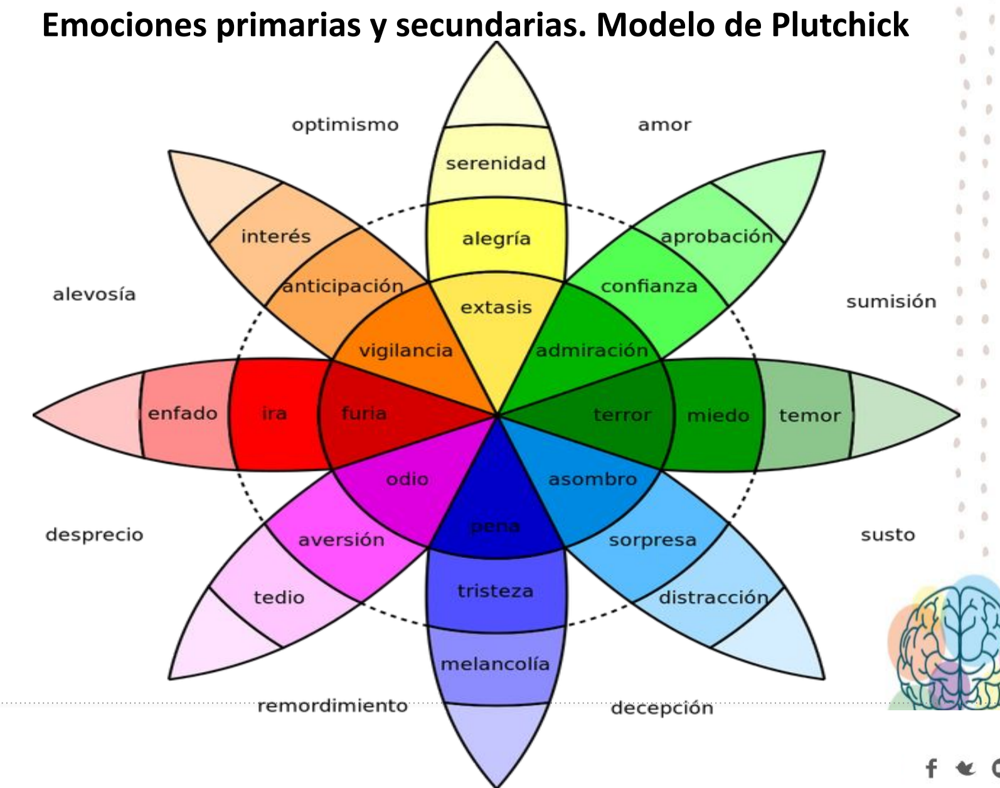 Emociones primarias y secundarias. Modelo de Plutchick
optimismo
amor
serenidad
interés
alegría
aprobación
anticipación
confianza
alevosía
extasis
sumisión
vigilancia
admiración
enfado
ira
furia
terror
miedo
temor
odio
asombro
pena
desprecio
aversión
sorpresa
susto
tristeza
tedio
distracción
melancolía
remordimiento
decepción